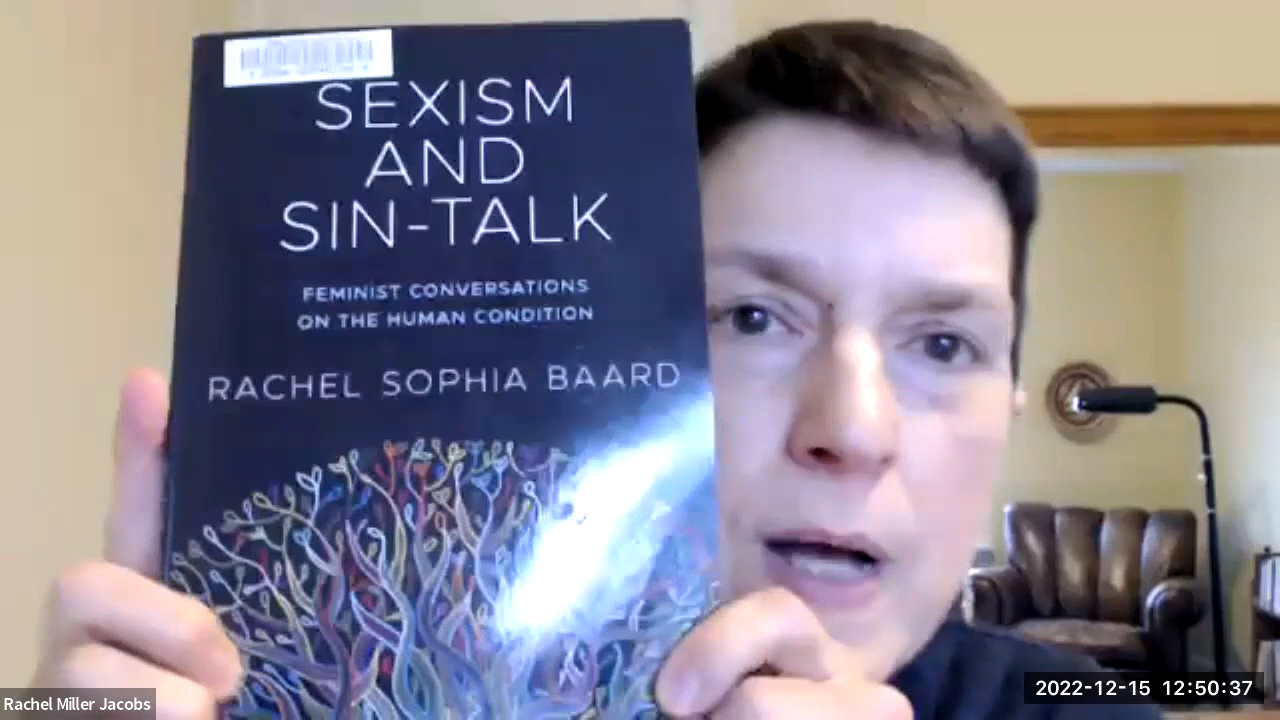 SEXISM
AND
SIN-TALK
FEMINIST CONVERSATIONS
ON THE HUMAN CONDITION
RACHEL SOPHIA BAARD
Rachel Miller Jacobs
2022-12-15 12:50:37